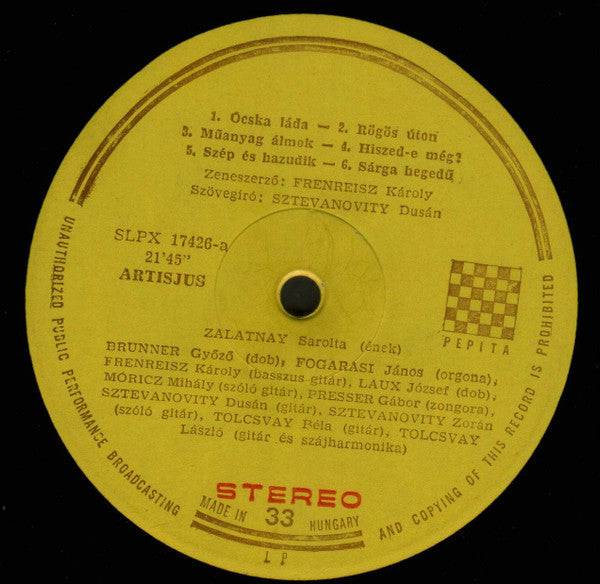 1. Ócska láda — 2. Rögös úton
3. Műanyag álmok — 4. Hiszed-e még?
5. Szép és hazudik — 6. Sárga hegedű
Zeneszerző: FRENREISZ Károly
Szövegíró: SZTEVANOVITY Dusán
SLPX 17426-a
21'45"
ARTISJUS
PEPITA
ZALATNAY Sarolta (ének)
BRUNNER Győző (dob), FOGARASI János (orgona),
FRENREISZ Károly (basszus gitár), LAUX József (dob),
MÓRICZ Mihály (szóló gitár), PRESSER Gábor (zongora),
SZTEVANOVITY Dusán (gitár), SZTEVANOVITY Zorán
(szóló gitár), TOLCSVAY Béla (gitár), TOLCSVAY
László (gitár és szájharmonika)
STEREO
MADE IN 33 HUNGARY
LP
UNAUTHORIZED PUBLIC PERFORMANCE BROADCASTING AND COPYING OF THIS RECORD IS PROHIBITED